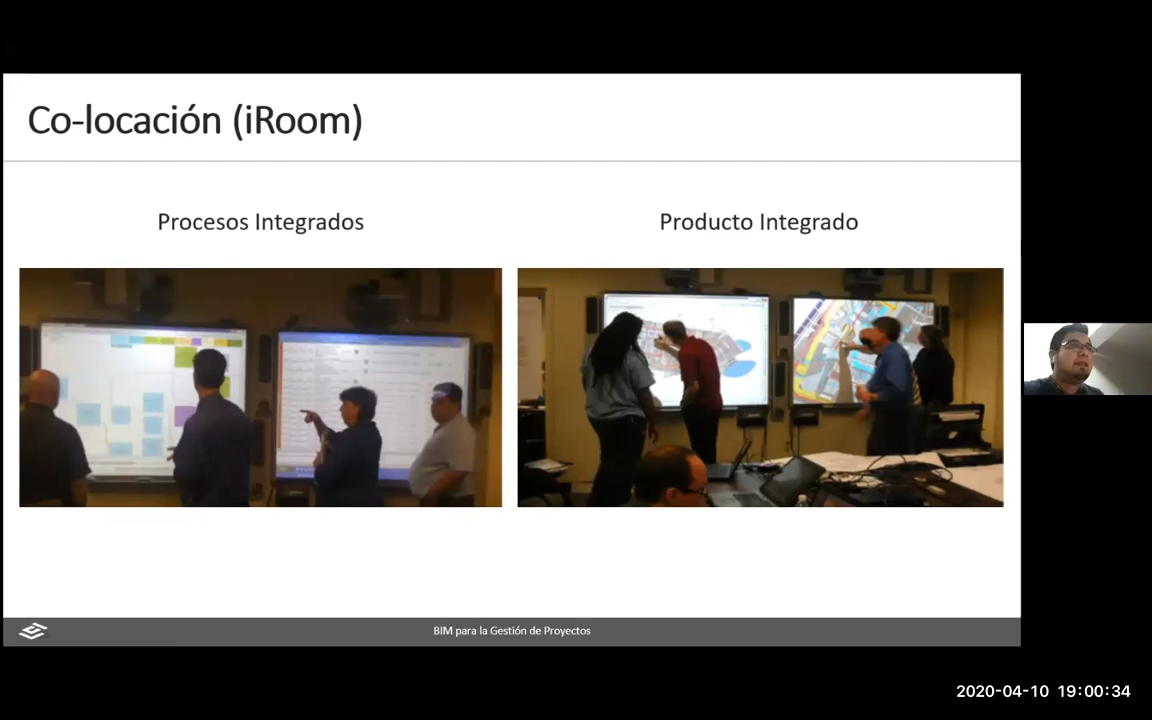 Co-locación (iRoom)
Procesos Integrados
Producto Integrado
BIM para la Gestión de Proyectos
2020-04-10 19:00:34